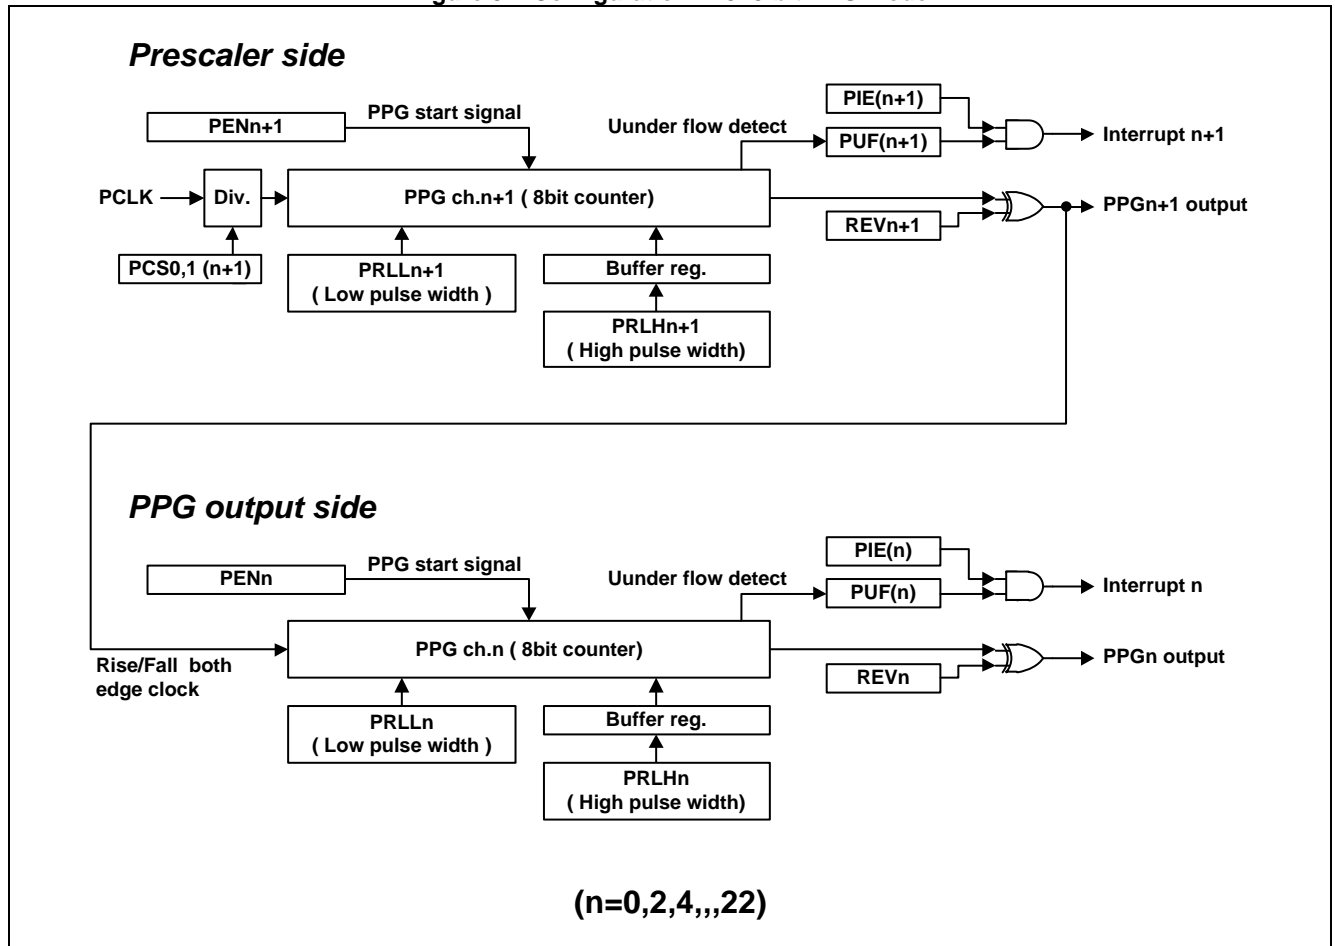 Prescaler side
PENn+1
PPG start signal
Uunder flow detect
PIE(n+1)
PUF(n+1)
Interrupt n+1
PCLK
Div.
PPG ch.n+1 ( 8bit counter)
REVn+1
PPGn+1 output
PCS0,1 (n+1)
PRLLn+1
( Low pulse width )
Buffer reg.
PRLHn+1
( High pulse width)
PPG output side
PENn
PPG start signal
Uunder flow detect
PIE(n)
PUF(n)
Interrupt n
Rise/Fall both
edge clock
PPG ch.n ( 8bit counter)
REVn
PPGn output
PRLLn
( Low pulse width )
Buffer reg.
PRLHn
( High pulse width)
(n=0,2,4,,,22)